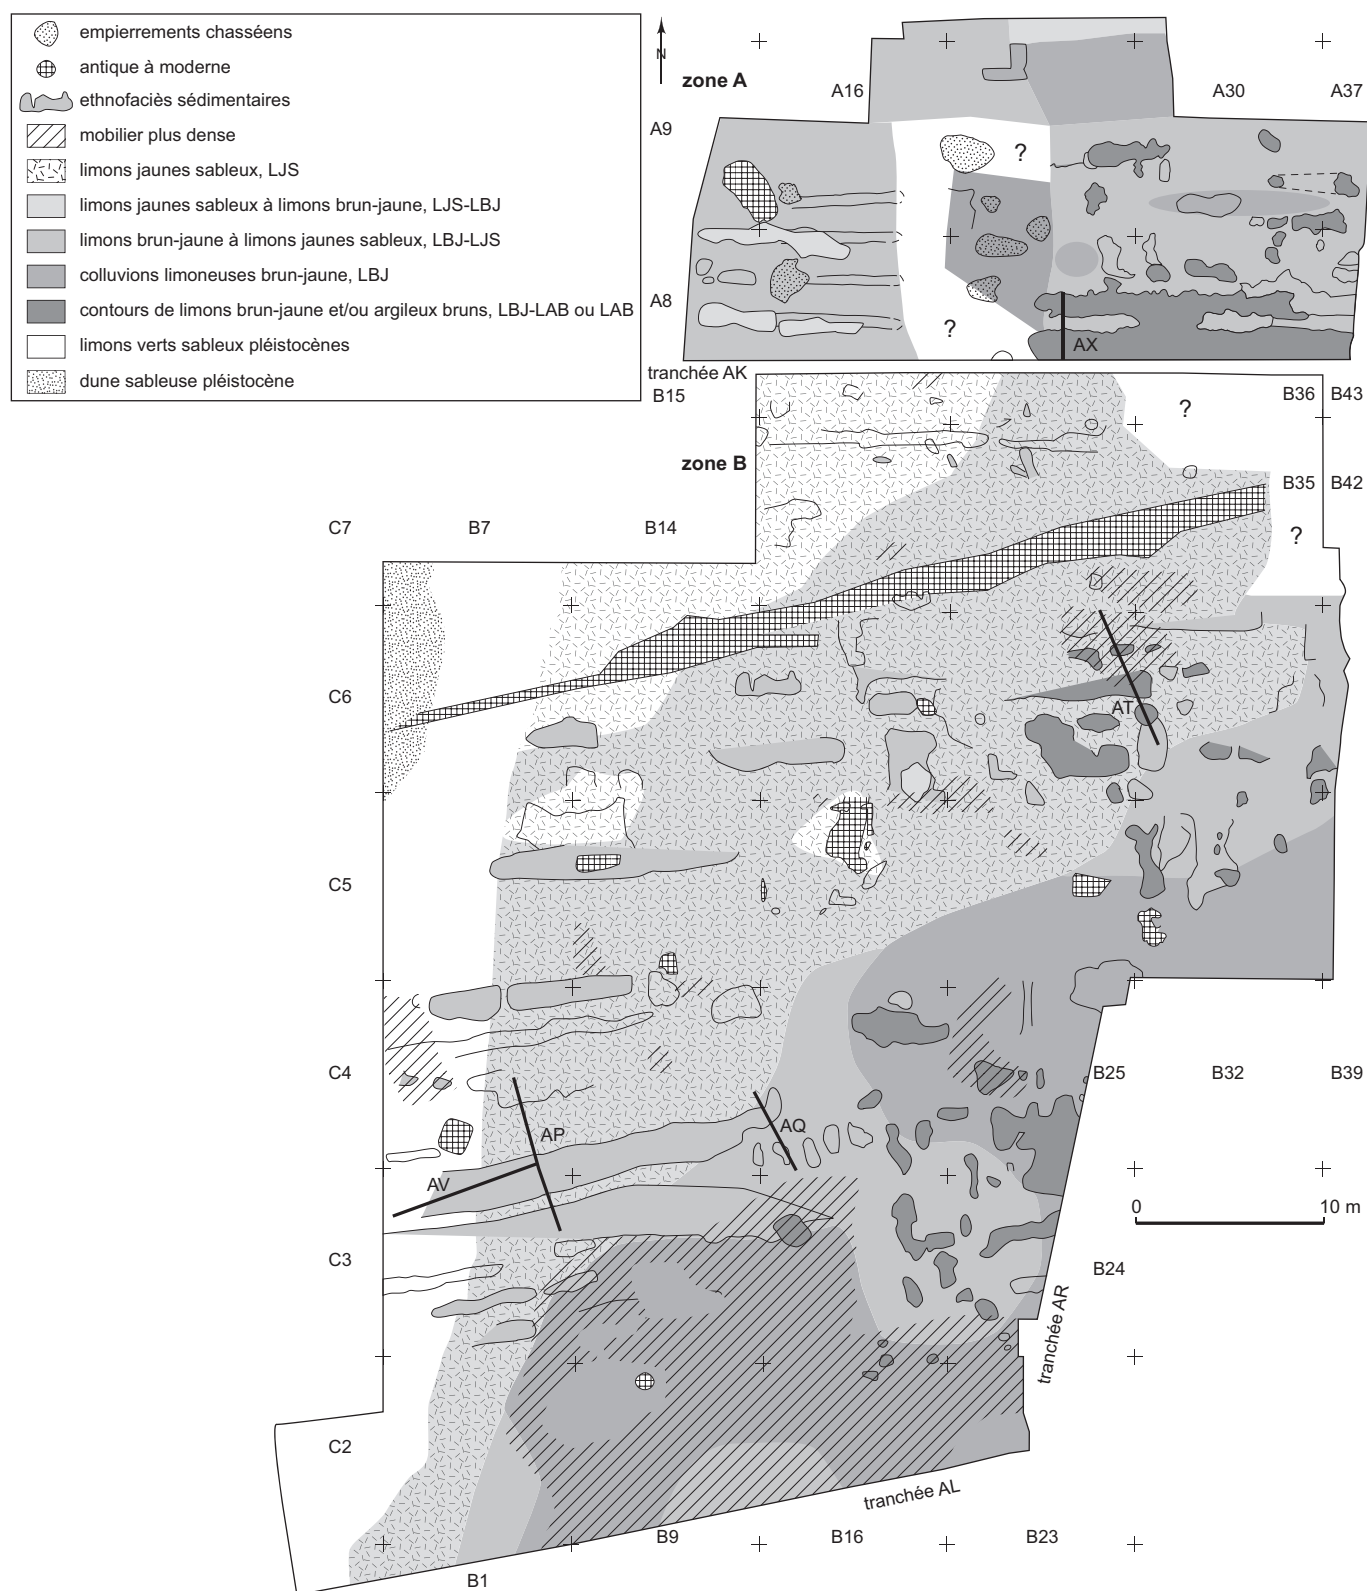 empierrements chasséens
antique à moderne
ethnofaciès sédimentaires
mobilier plus dense
limons jaunes sableux, LJS
limons jaunes sableux à limons brun-jaune, LJS-LBJ
limons brun-jaune à limons jaunes sableux, LBJ-LJS
colluvions limoneuses brun-jaune, LBJ
contours de limons brun-jaune et/ou argileux bruns, LBJ-LAB ou LAB
limons verts sableux pléistocènes
dune sableuse pléistocène
N
zone A
A16
A30
A37
A9
?
A8
?
AX
tranchée AK
B15
B36
B43
?
zone B
B35
B42
C7
B7
B14
?
C6
AT
C5
C4
B25
B32
B39
AP
AQ
AV
0
10 m
C3
B24
tranchée AR
C2
tranchée AL
B9
B16
B23
B1